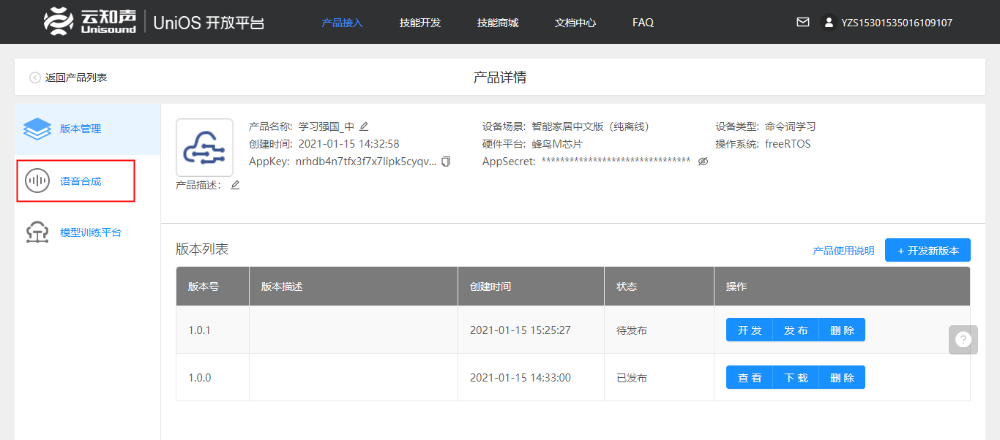 云知声 Unisound UniOS 开放平台 产品接入 技能开发 技能商城 文档中心 FAQ YZS15301535016109107
返回产品列表 产品详情
版本管理
语音合成
模型训练平台
产品名称: 学习强国_中 设备场景: 智能家居中文版（纯离线） 设备类型: 命令词学习
创建时间: 2021-01-15 14:32:58 硬件平台: 蜂鸟M芯片 操作系统: freeRTOS
AppKey: nrhdb4n7tfx3f7x7lipk5cyqv... AppSecret: ********************************
产品描述:
版本列表 产品使用说明 + 开发新版本
版本号 版本描述 创建时间 状态 操作
1.0.1 2021-01-15 15:25:27 待发布 开 发 发 布 删 除
1.0.0 2021-01-15 14:33:00 已发布 查 看 下 载 删 除
?